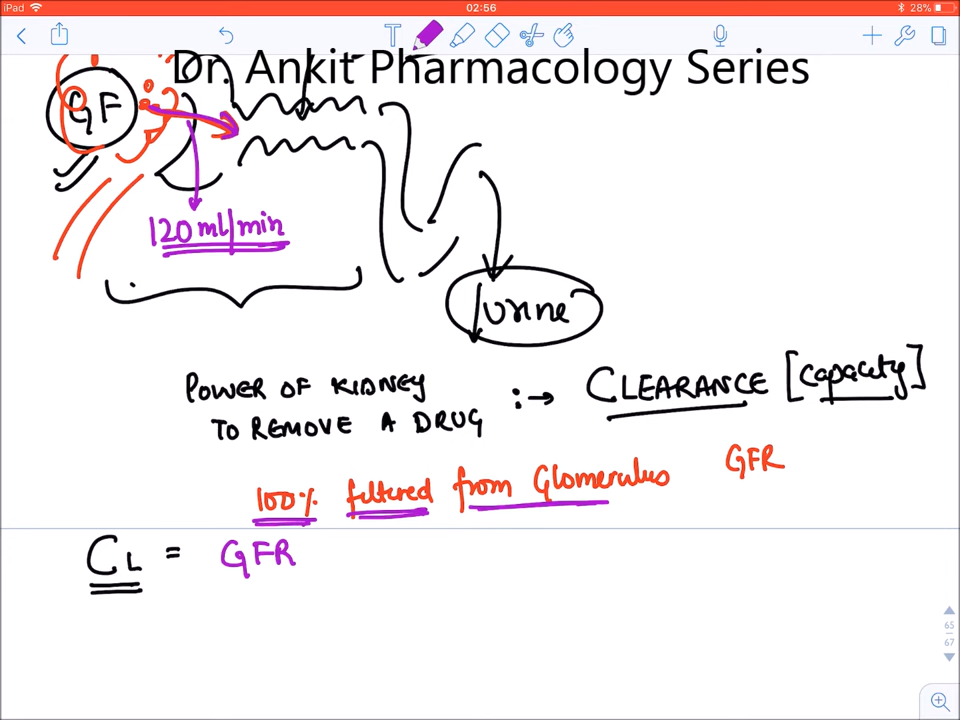 iPad 02:56 28%
Dr. Ankit Pharmacology Series
GF
120 ml/min
urine
POWER OF KIDNEY
TO REMOVE A DRUG :→ CLEARANCE [capacity]
100% filtered from Glomerulus GFR
CL = GFR
65
67